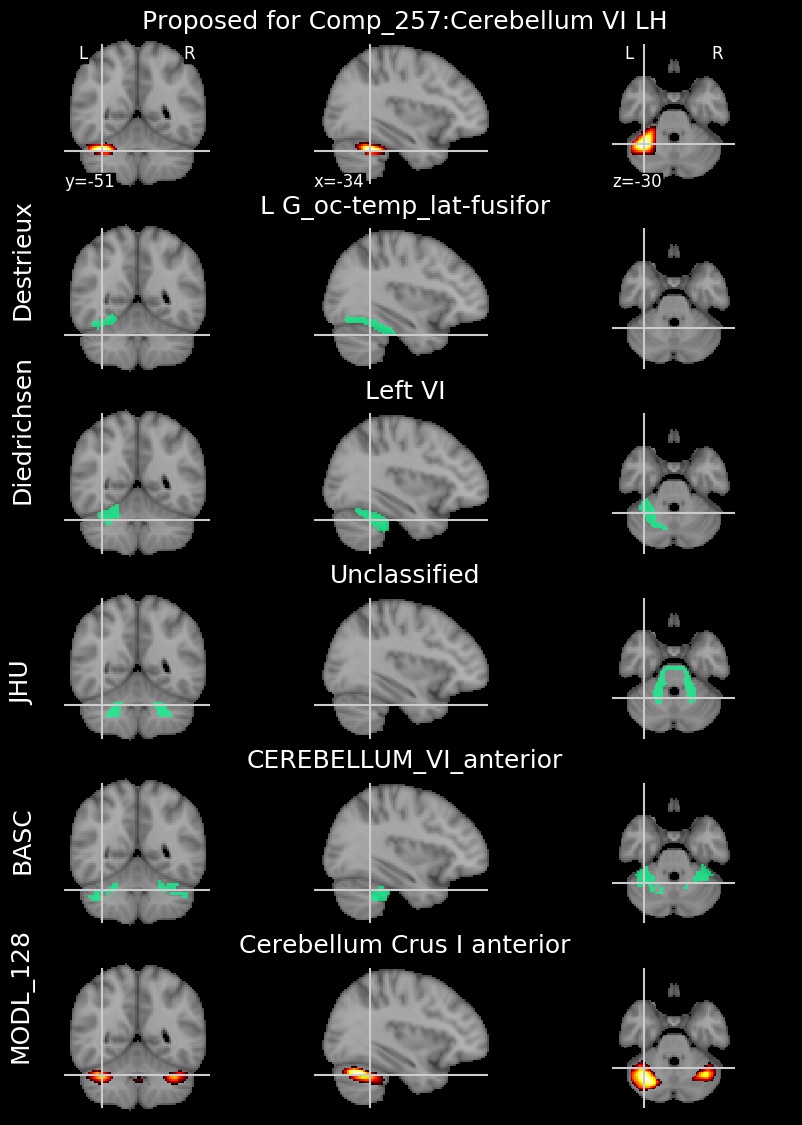 Proposed for Comp_257:Cerebellum VI LH
L R L R
y=-51 x=-34 z=-30
Destrieux
L G_oc-temp_lat-fusifor
Diedrichsen
Left VI
JHU
Unclassified
BASC
CEREBELLUM_VI_anterior
MODL_128
Cerebellum Crus I anterior